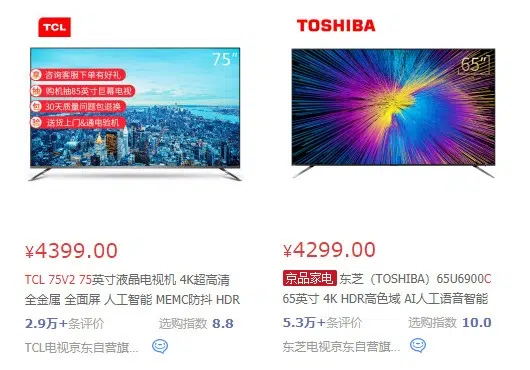 TCL
75"
享 咨询客服下单有好礼
购机抽85英寸巨幕电视
包 30天质量问题包退换
验 送货上门&通电验机
¥4399.00
TCL 75V2 75英寸液晶电视机 4K超高清
全金属 全面屏 人工智能 MEMC防抖 HDR
2.9万+条评价 选购指数 8.8
TCL电视京东自营旗...
TOSHIBA
65"
¥4299.00
京品家电 东芝（TOSHIBA）65U6900C
65英寸 4K HDR高色域 AI人工语音智能
5.3万+条评价 选购指数 10.0
东芝电视京东自营旗...